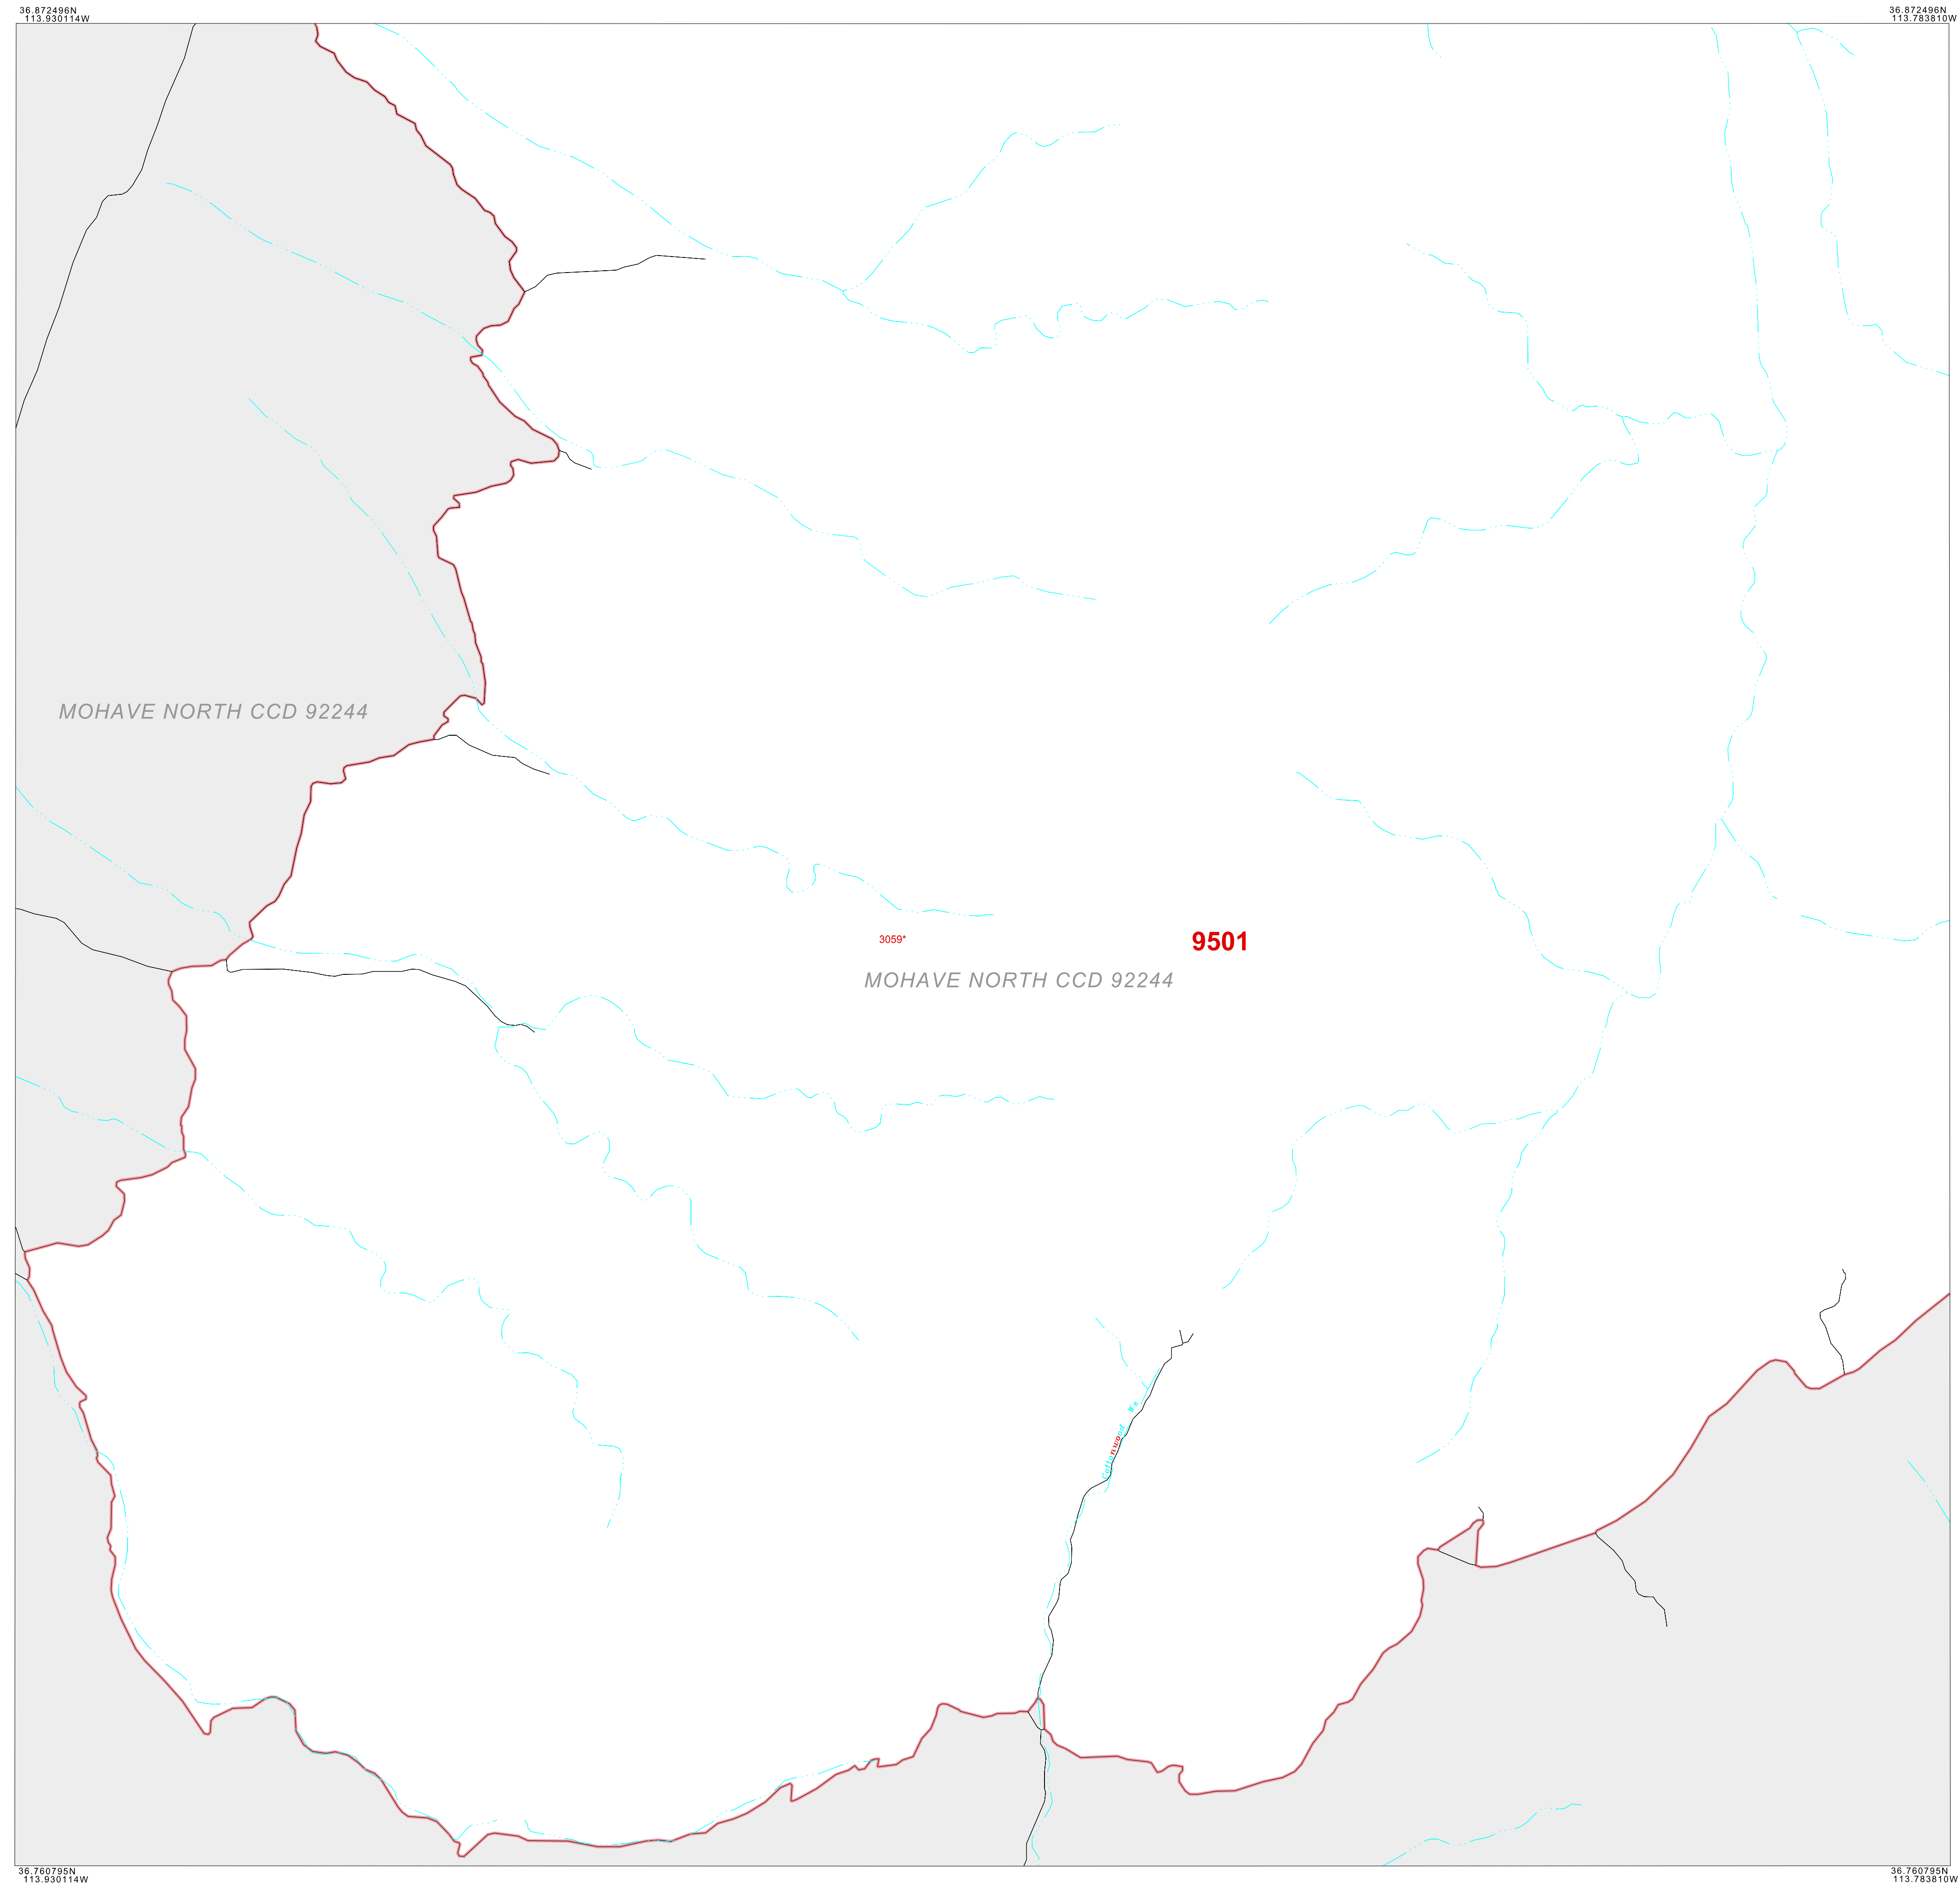 36.872496N
113.930114W
36.872496N
113.783810W
MOHAVE NORTH CCD 92244
3059*
9501
MOHAVE NORTH CCD 92244
Cottonwood W
36.760795N
113.930114W
36.760795N
113.783810W